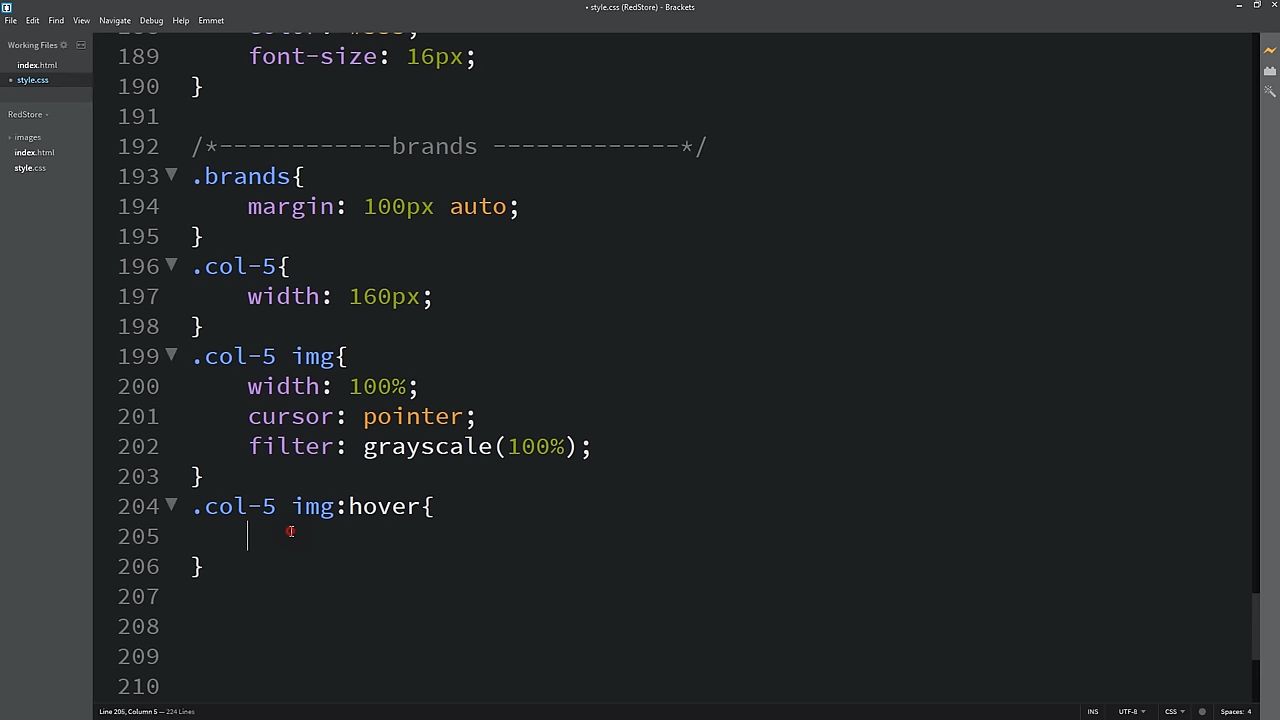 • style.css (RedStore) - Brackets
File Edit Find View Navigate Debug Help Emmet
Working Files
index.html
• style.css
RedStore
images
index.html
style.css
189 font-size: 16px;
190 }
191
192 /*------------brands -------------*/
193 .brands{
194 margin: 100px auto;
195 }
196 .col-5{
197 width: 160px;
198 }
199 .col-5 img{
200 width: 100%;
201 cursor: pointer;
202 filter: grayscale(100%);
203 }
204 .col-5 img:hover{
205
206 }
207
208
209
210
Line 205, Column 5 — 224 Lines
INS UTF-8 CSS Spaces: 4